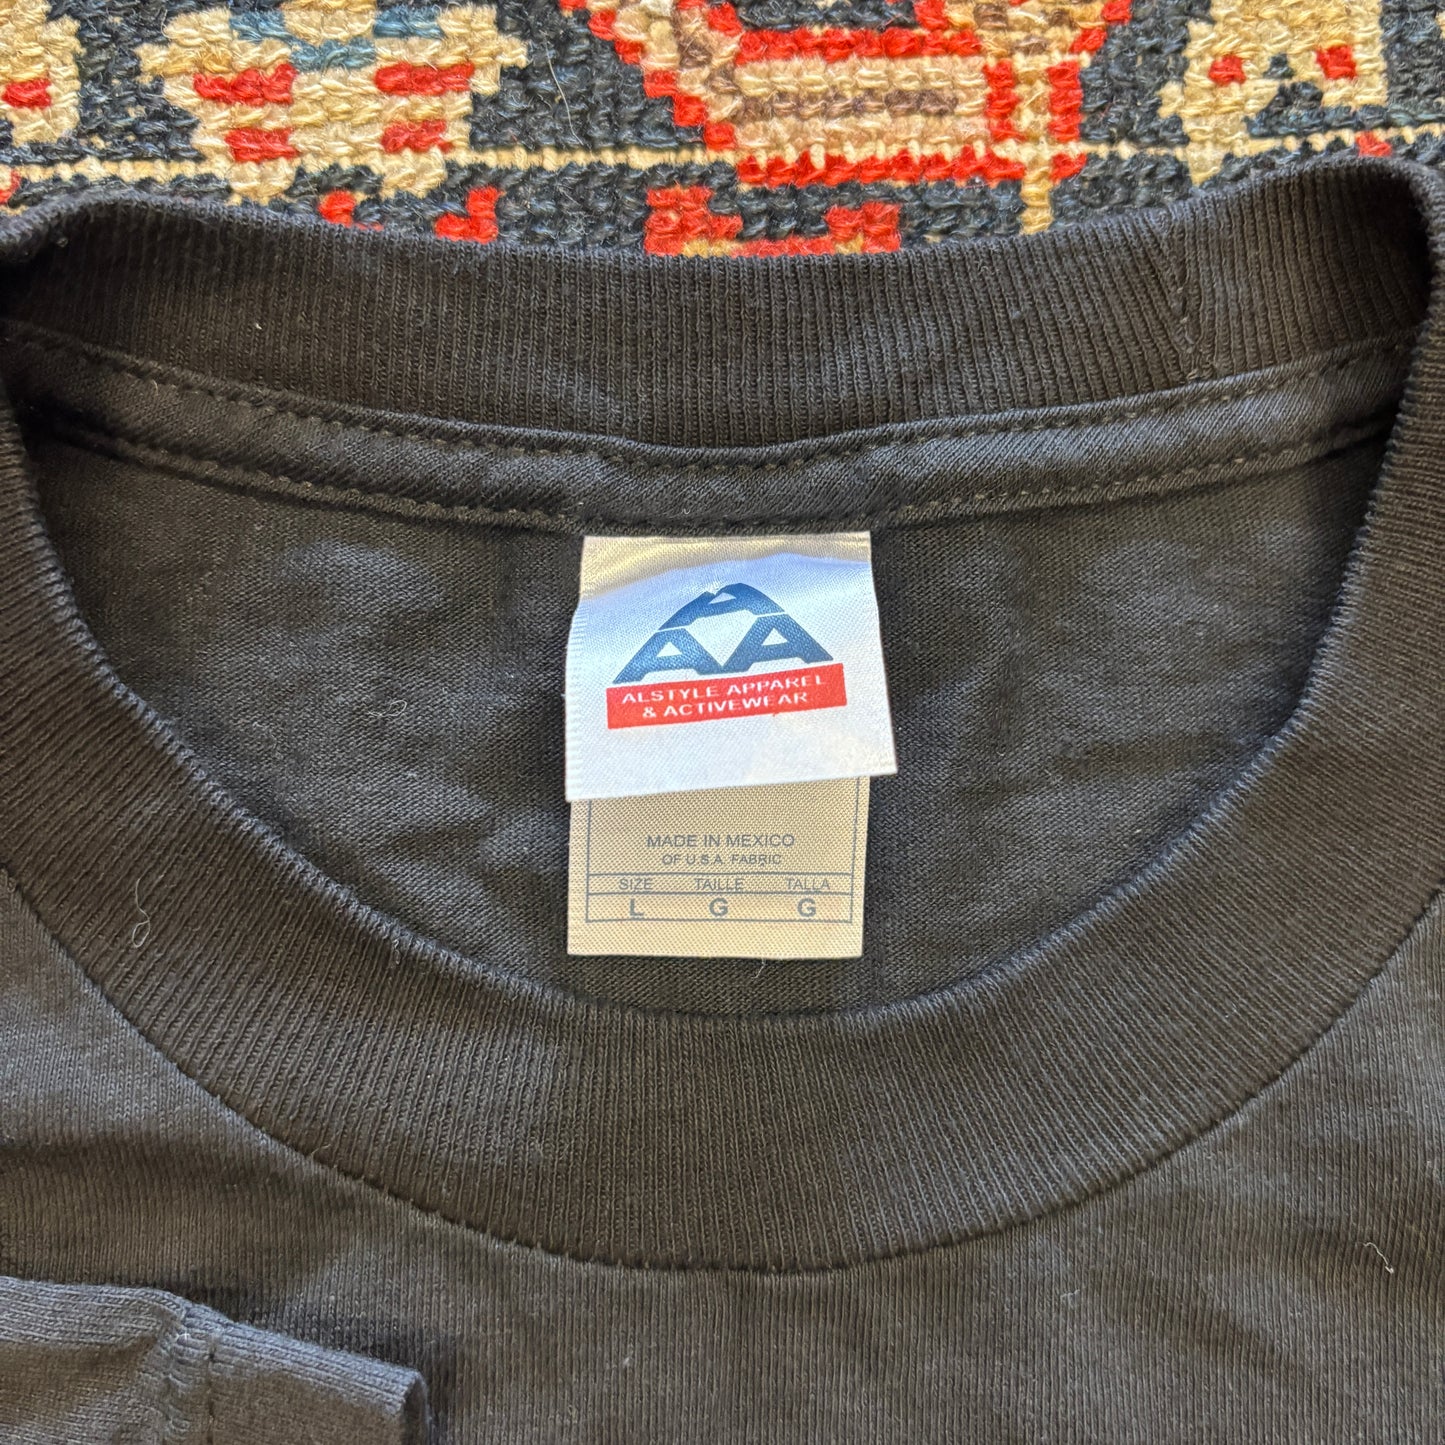 AAA
ALSTYLE APPAREL
& ACTIVEWEAR
MADE IN MEXICO
OF U.S.A. FABRIC
SIZE TAILLE TALLA
L G G